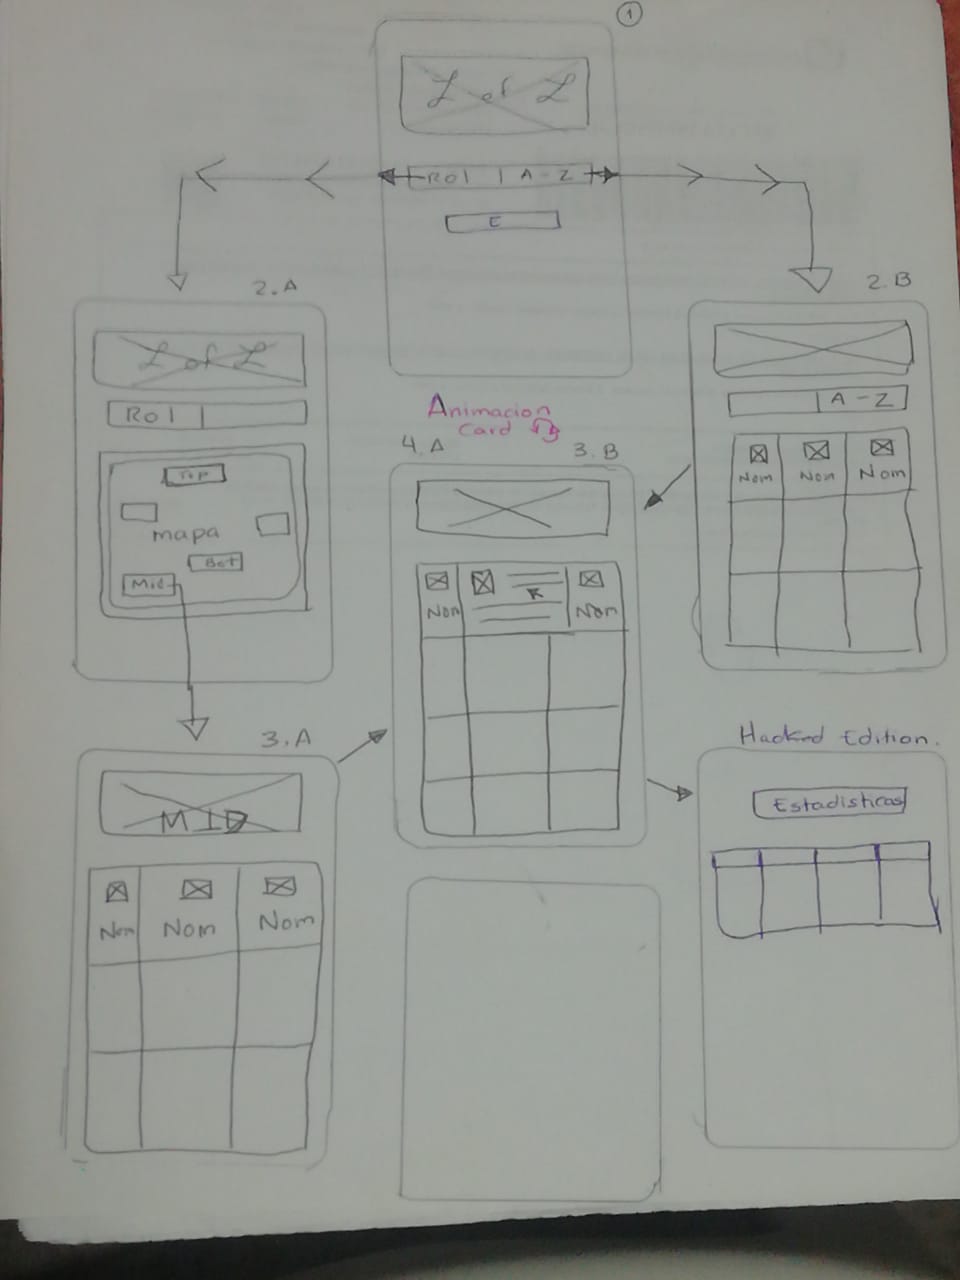 1
L of L
Rol | A - Z
E
2.A
L of L
Rol
Top
mapa
Bot
Mid
2.B
A - Z
Nom Nom Nom
Animacion
Card
4.A
3.B
Nom Nom
3.A
MID
Nom Nom Nom
Hacked Edition.
Estadisticas